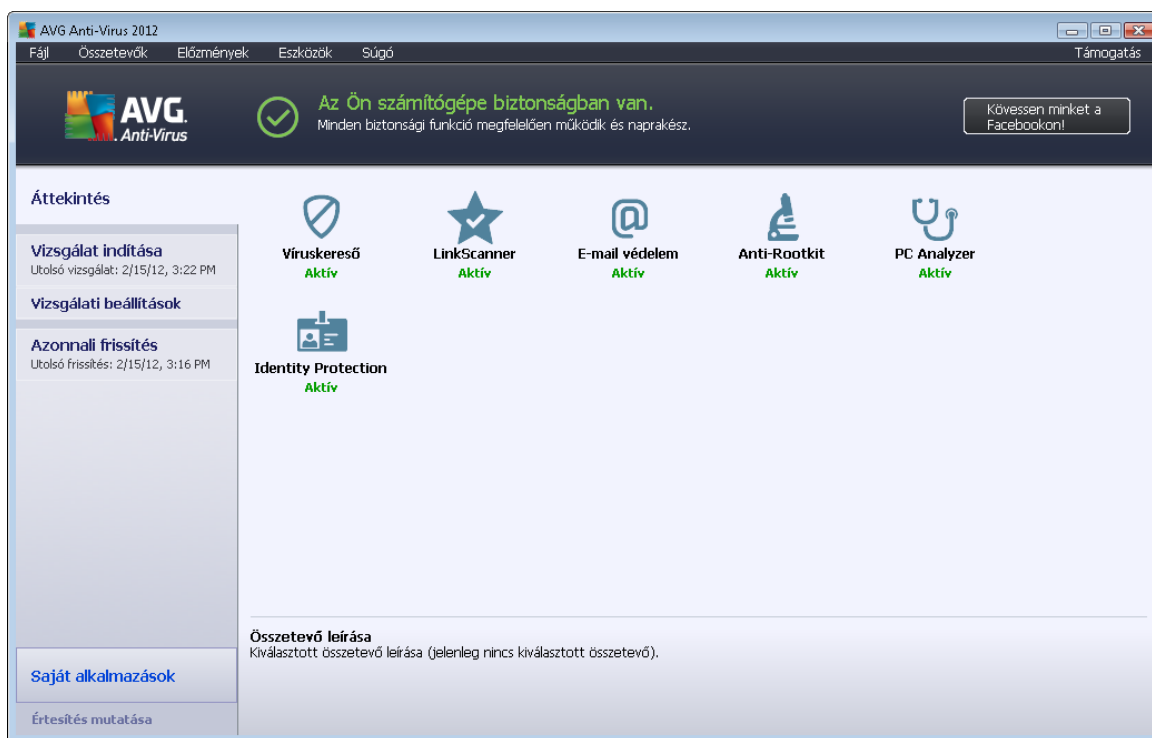 AVG Anti-Virus 2012
Fájl Összetevők Előzmények Eszközök Súgó Támogatás
AVG.
Anti-Virus
Az Ön számítógépe biztonságban van.
Minden biztonsági funkció megfelelően működik és naprakész.
Kövessen minket a
Facebookon!
Áttekintés
Vizsgálat indítása
Utolsó vizsgálat: 2/15/12, 3:22 PM
Vizsgálati beállítások
Azonnali frissítés
Utolsó frissítés: 2/15/12, 3:16 PM
Víruskereső LinkScanner E-mail védelem Anti-Rootkit PC Analyzer
Aktív Aktív Aktív Aktív Aktív
Identity Protection
Aktív
Összetevő leírása
Kiválasztott összetevő leírása (jelenleg nincs kiválasztott összetevő).
Saját alkalmazások
Értesítés mutatása